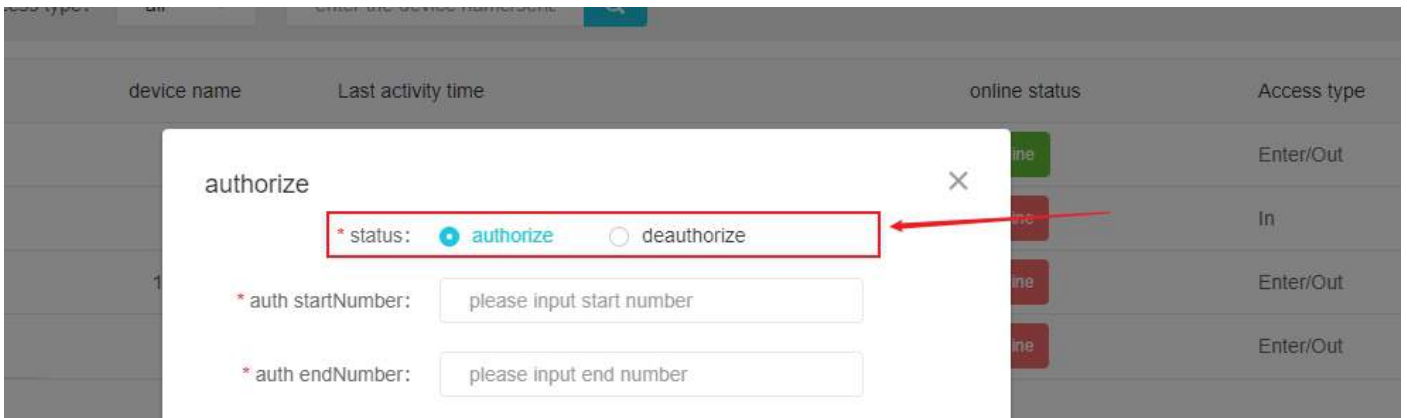 device name Last activity time online status Access type
Enter/Out
authorize
* status: authorize deauthorize
In
1
* auth startNumber: please input start number
Enter/Out
* auth endNumber: please input end number
Enter/Out